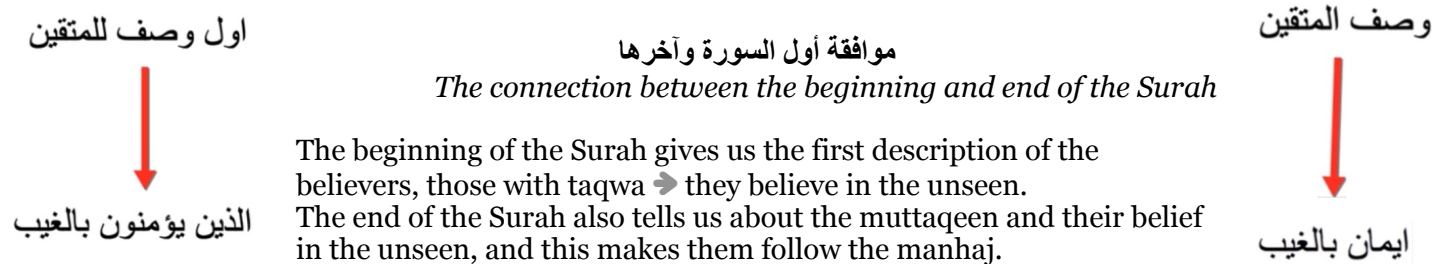 وصف المتقين
ايمان بالغيب
موافقة أول السورة وآخرها
The connection between the beginning and end of the Surah
The beginning of the Surah gives us the first description of the
believers, those with taqwa ➔ they believe in the unseen.
The end of the Surah also tells us about the muttaqeen and their belief
in the unseen, and this makes them follow the manhaj.
اول وصف للمتقين
الذين يؤمنون بالغيب